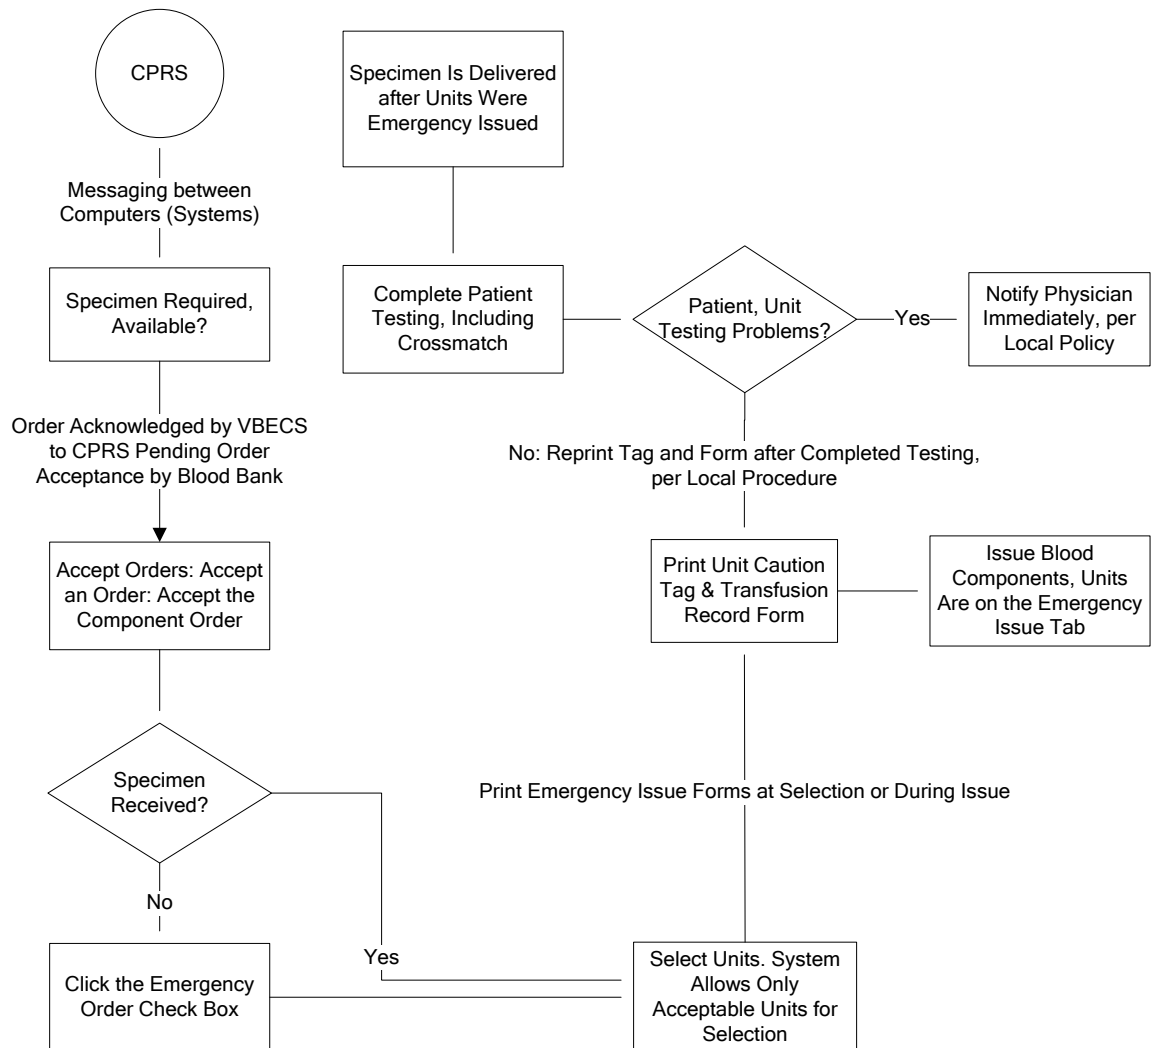 CPRS
Messaging between
Computers (Systems)
Specimen Required,
Available?
Order Acknowledged by VBECS
to CPRS Pending Order
Acceptance by Blood Bank
Accept Orders: Accept
an Order: Accept the
Component Order
Specimen
Received?
No
Yes
Click the Emergency
Order Check Box
Specimen Is Delivered
after Units Were
Emergency Issued
Complete Patient
Testing, Including
Crossmatch
Patient, Unit
Testing Problems?
Yes
Notify Physician
Immediately, per
Local Policy
No: Reprint Tag and Form after Completed Testing,
per Local Procedure
Print Unit Caution
Tag & Transfusion
Record Form
Issue Blood
Components, Units
Are on the Emergency
Issue Tab
Print Emergency Issue Forms at Selection or During Issue
Select Units. System
Allows Only
Acceptable Units for
Selection